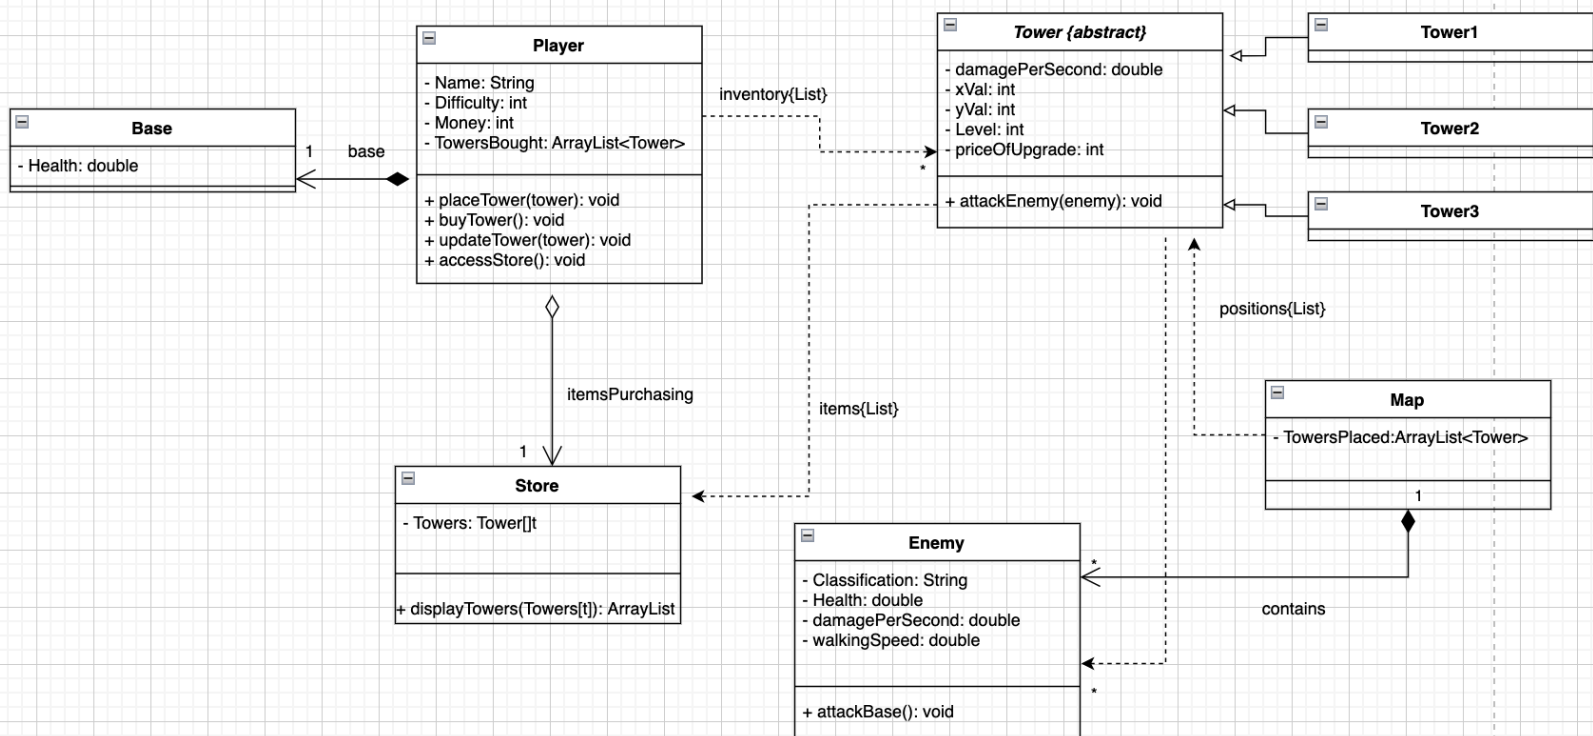 Base
- Health: double
1
base
Player
- Name: String
- Difficulty: int
- Money: int
- TowersBought: ArrayList<Tower>
+ placeTower(tower): void
+ buyTower(): void
+ updateTower(tower): void
+ accessStore(): void
inventory{List}
*
Tower {abstract}
- damagePerSecond: double
- xVal: int
- yVal: int
- Level: int
- priceOfUpgrade: int
+ attackEnemy(enemy): void
Tower1
Tower2
Tower3
positions{List}
itemsPurchasing
1
items{List}
Store
- Towers: Tower[]t
+ displayTowers(Towers[t]): ArrayList
Map
- TowersPlaced:ArrayList<Tower>
1
*
contains
Enemy
- Classification: String
- Health: double
- damagePerSecond: double
- walkingSpeed: double
*
+ attackBase(): void